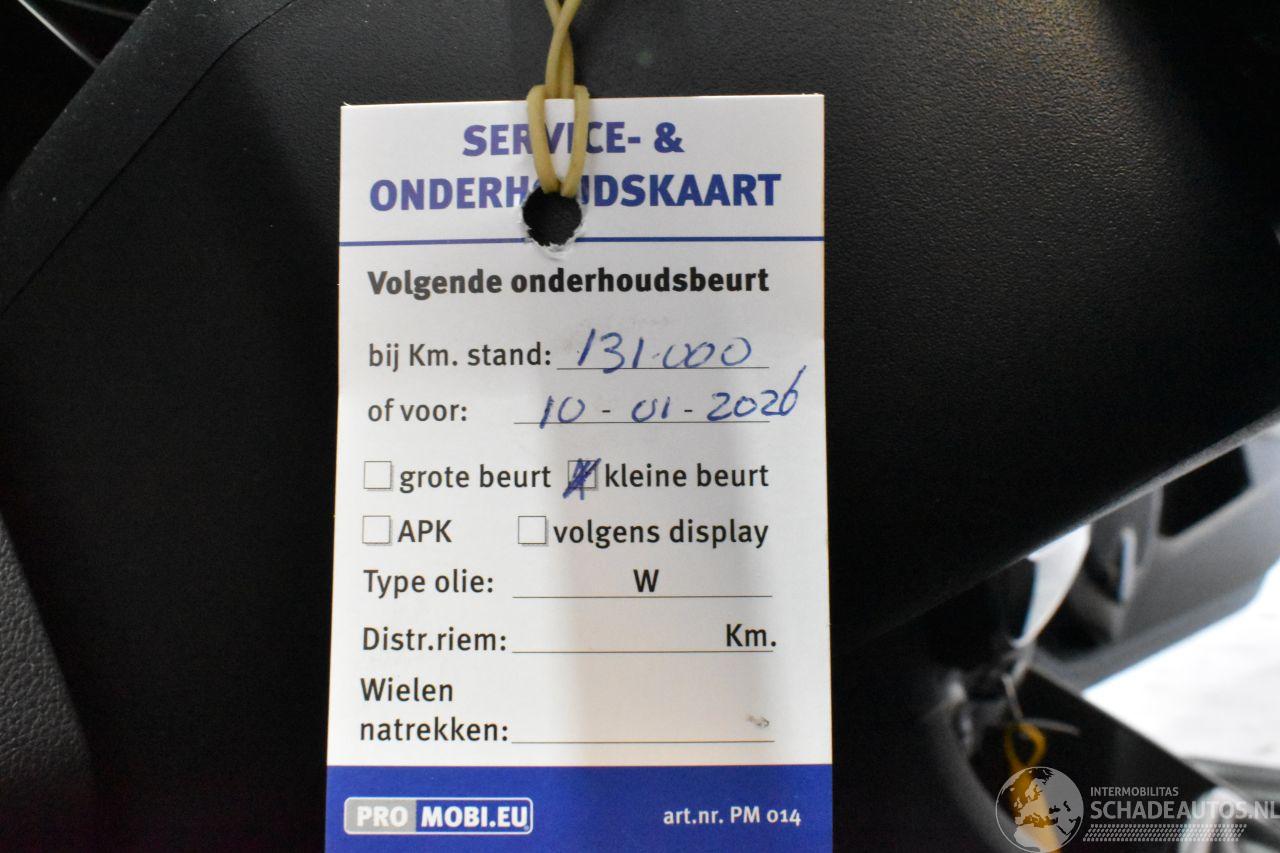 SERVICE- &
ONDERHOUDSKAART
Volgende onderhoudsbeurt
bij Km. stand: 131.000
of voor: 10 - 01 - 2026
grote beurt kleine beurt
APK volgens display
Type olie: W
Distr.riem: Km.
Wielen
natrekken:
PRO MOBI.EU art.nr. PM 014
INTERMOBILITAS
SCHADEAUTOS.NL